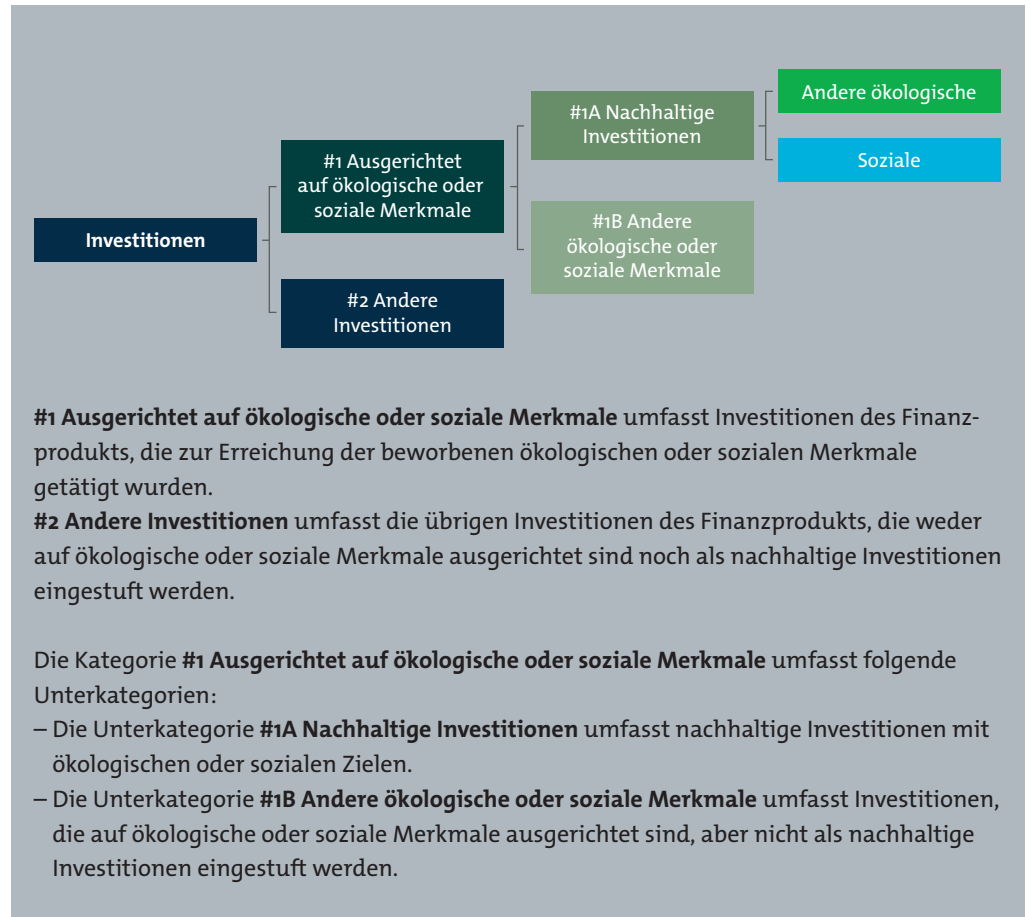 Andere ökologische
#1A Nachhaltige
Investitionen
#1 Ausgerichtet
auf ökologische oder
soziale Merkmale
Soziale
Investitionen
#1B Andere
ökologische oder
soziale Merkmale
#2 Andere
Investitionen
#1 Ausgerichtet auf ökologische oder soziale Merkmale umfasst Investitionen des Finanz-
produkts, die zur Erreichung der beworbenen ökologischen oder sozialen Merkmale
getätigt wurden.
#2 Andere Investitionen umfasst die übrigen Investitionen des Finanzprodukts, die weder
auf ökologische oder soziale Merkmale ausgerichtet sind noch als nachhaltige Investitionen
eingestuft werden.
Die Kategorie #1 Ausgerichtet auf ökologische oder soziale Merkmale umfasst folgende
Unterkategorien:
– Die Unterkategorie #1A Nachhaltige Investitionen umfasst nachhaltige Investitionen mit
ökologischen oder sozialen Zielen.
– Die Unterkategorie #1B Andere ökologische oder soziale Merkmale umfasst Investitionen,
die auf ökologische oder soziale Merkmale ausgerichtet sind, aber nicht als nachhaltige
Investitionen eingestuft werden.